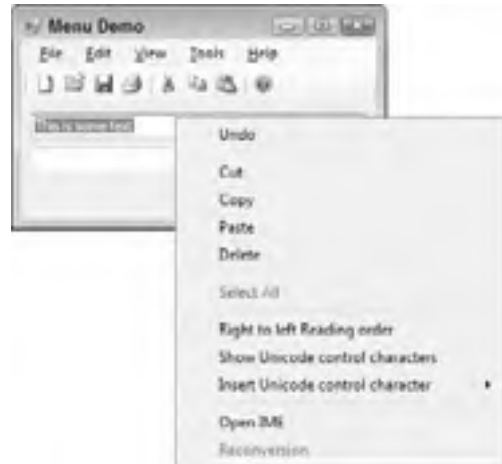 Menu Demo
File Edit View Tools Help
This is some text
Undo
Cut
Copy
Paste
Delete
Select All
Right to left Reading order
Show Unicode control characters
Insert Unicode control character
Open IME
Reconversion